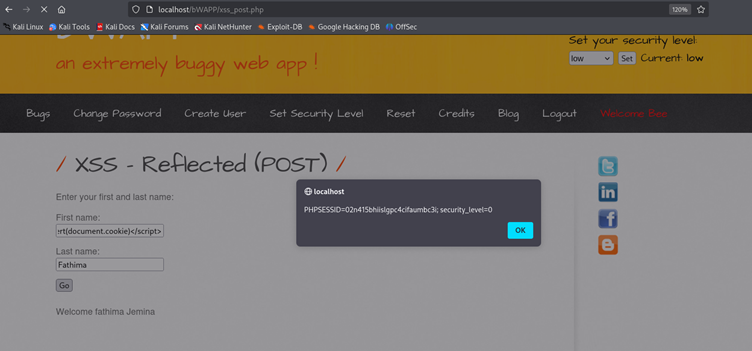 localhost/bWAPP/xss_post.php
120%
Kali Linux Kali Tools Kali Docs Kali Forums Kali NetHunter Exploit-DB Google Hacking DB OffSec
an extremely buggy web app !
Set your security level:
low Set Current: low
Bugs Change Password Create User Set Security Level Reset Credits Blog Logout Welcome Bee
/ XSS - Reflected (POST) /
Enter your first and last name:
First name:
rt(document.cookie)</script>
Last name:
Fathima
Go
Welcome fathima Jemina
localhost
PHPSESSID=02n415bhiislgpc4cifaumbc3i; security_level=0
OK